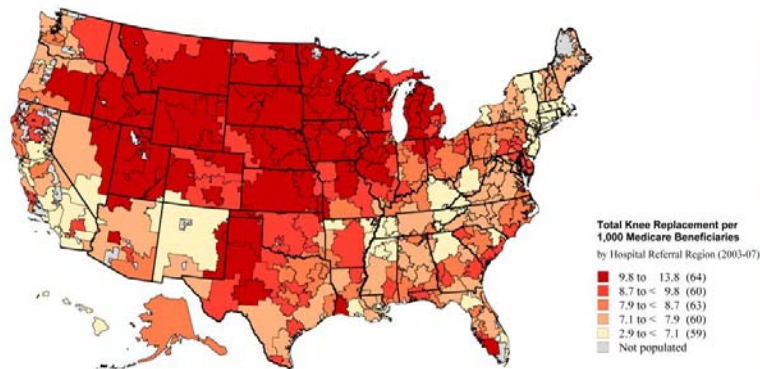 Total Knee Replacement per
1,000 Medicare Beneficiaries
by Hospital Referral Region (2003-07)
9.8 to 13.8 (64)
8.7 to < 9.8 (60)
7.9 to < 8.7 (63)
7.1 to < 7.9 (60)
2.9 to < 7.1 (59)
Not populated